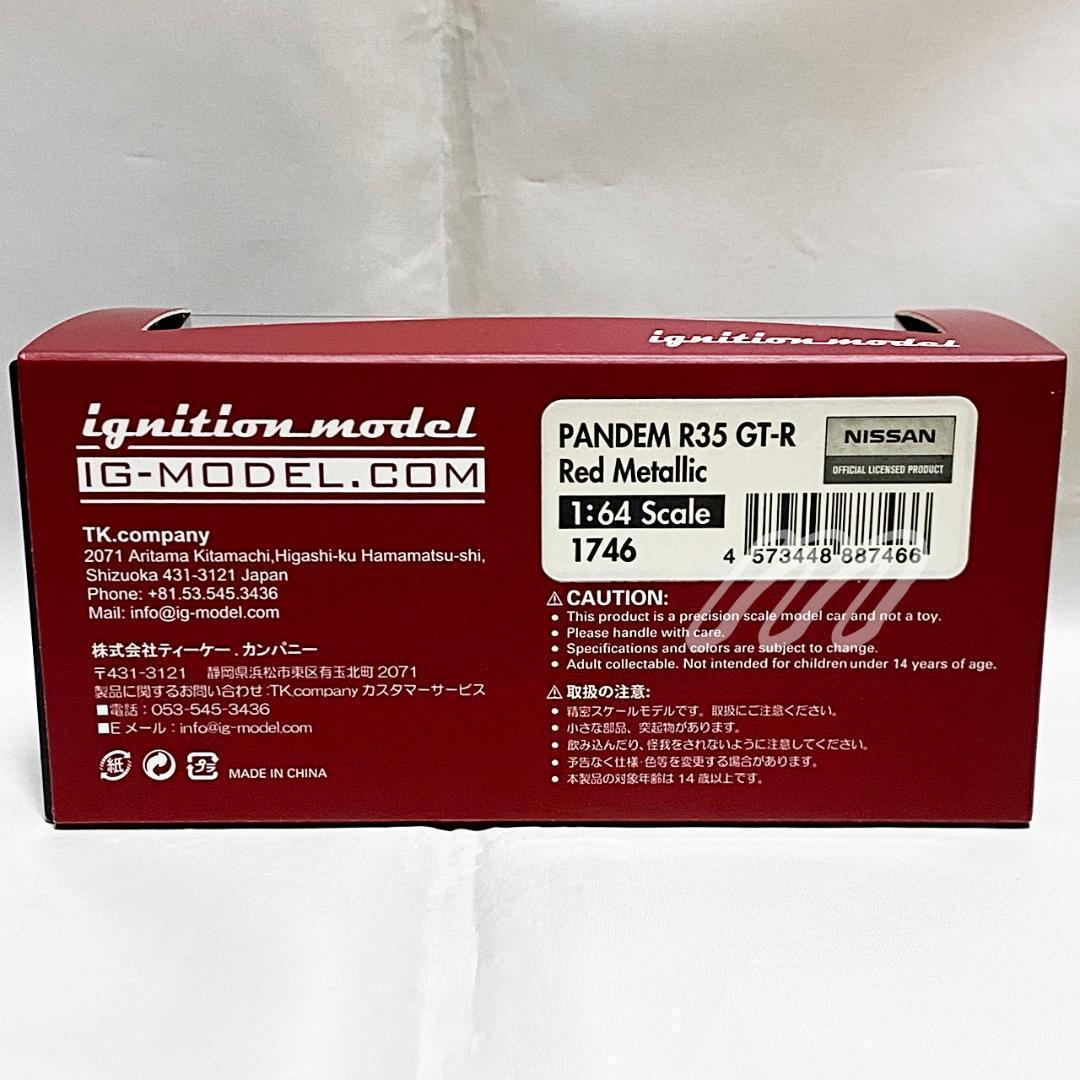 ignition model
ignition model
IG-MODEL.COM
TK.company
2071 Aritama Kitamachi,Higashi-ku Hamamatsu-shi,
Shizuoka 431-3121 Japan
Phone: +81.53.545.3436
Mail: info@ig-model.com
株式会社ティーケー.カンパニー
〒431-3121 静岡県浜松市東区有玉北町2071
製品に関するお問い合わせ:TK.company カスタマーサービス
■電話:053-545-3436
■Eメール:info@ig-model.com
紙
プラ
MADE IN CHINA
PANDEM R35 GT-R
Red Metallic
1:64 Scale
1746
NISSAN
OFFICIAL LICENSED PRODUCT
4 573448 887466
⚠ CAUTION:
• This product is a precision scale model car and not a toy.
• Please handle with care.
• Specifications and colors are subject to change.
• Adult collectable. Not intended for children under 14 years of age.
⚠ 取扱の注意:
• 精密スケールモデルです。取扱にご注意ください。
• 小さな部品、突起物があります。
• 飲み込んだり、怪我をされないように注意してください。
• 予告なく仕様・色等を変更する場合があります。
• 本製品の対象年齢は14歳以上です。